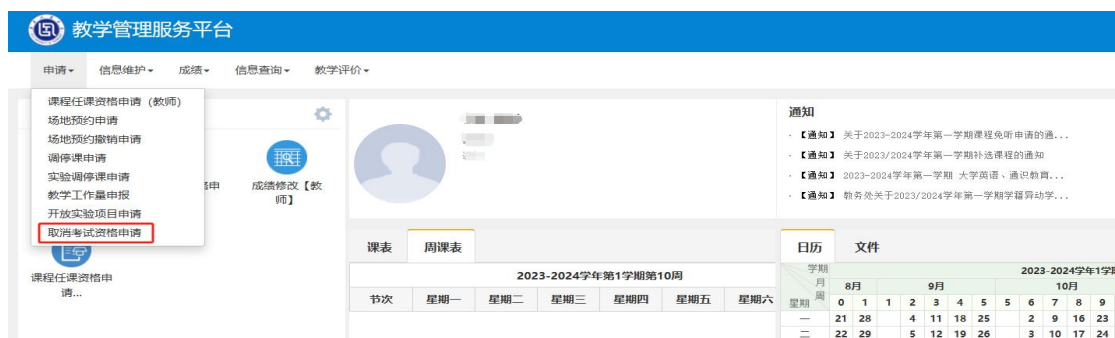 教学管理服务平台
申请 信息维护 成绩 信息查询 教学评价
课程任课资格申请（教师）
场地预约申请
场地预约撤销申请
调停课申请
实验调停课申请
教学工作量申报
开放实验项目申请
取消考试资格申请
格申
成绩修改【教
师】
课程任课资格申
请...
通知
· 【通知】 关于2023-2024学年第一学期课程免听申请的通...
· 【通知】 关于2023/2024学年第一学期补选课程的通知
· 【通知】 2023-2024学年第一学期 大学英语、通识教育...
· 【通知】 教务处关于2023/2024学年第一学期学籍异动学...
课表 周课表
2023-2024学年第1学期第10周
节次 星期一 星期二 星期三 星期四 星期五 星期六
日历 文件
学期 2023-2024学年1学期
月 8月 9月 10月
星期 周 0 1 1 2 3 4 5 5 6 7 8 9
一 21 28 4 11 18 25 2 9 16 23
二 22 29 5 12 19 26 3 10 17 24